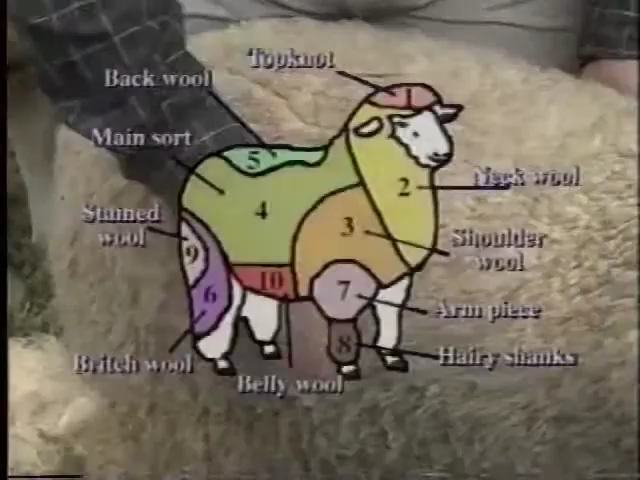 Topknot
Back wool
Main sort
Stained
wool
Britch wool
Belly wool
Neck wool
Shoulder
wool
Arm piece
Hairy shanks
1
2
3
4
5
6
7
8
9
10